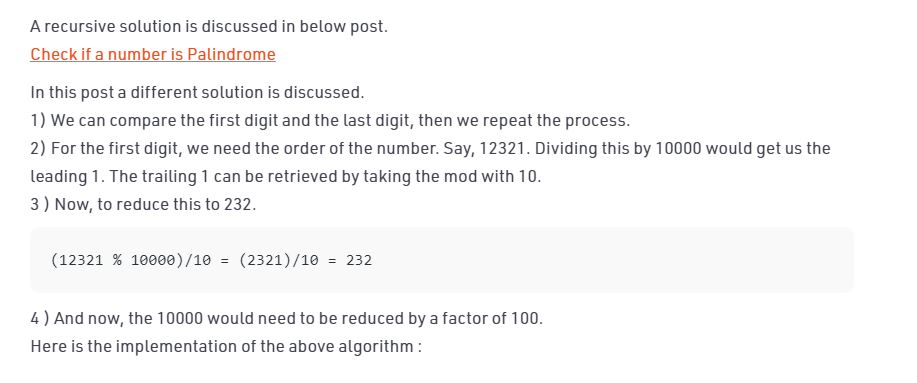 A recursive solution is discussed in below post.
Check if a number is Palindrome
In this post a different solution is discussed.
1) We can compare the first digit and the last digit, then we repeat the process.
2) For the first digit, we need the order of the number. Say, 12321. Dividing this by 10000 would get us the
leading 1. The trailing 1 can be retrieved by taking the mod with 10.
3 ) Now, to reduce this to 232.
(12321 % 10000)/10 = (2321)/10 = 232
4 ) And now, the 10000 would need to be reduced by a factor of 100.
Here is the implementation of the above algorithm :